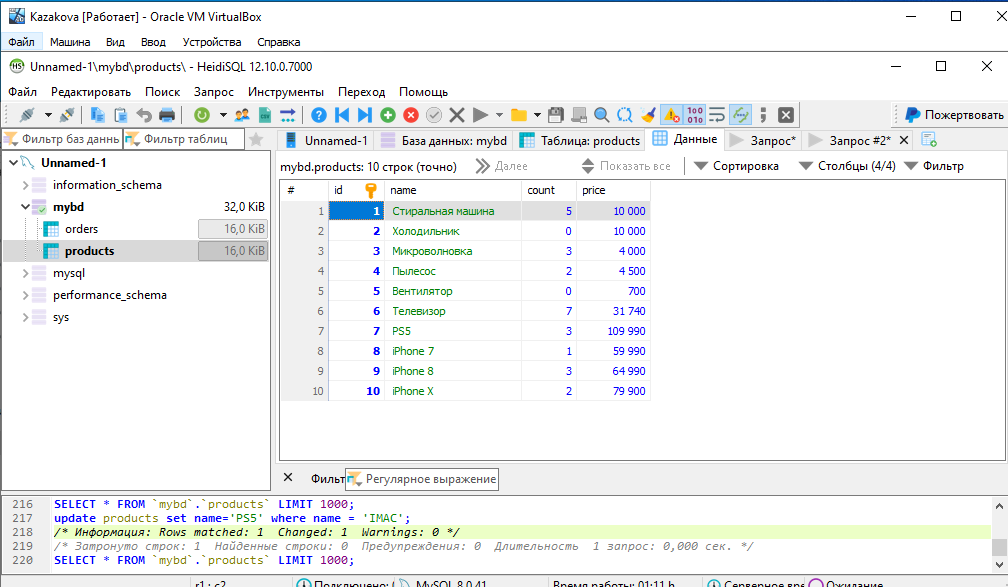 Kazakova [Работает] - Oracle VM VirtualBox
Файл Машина Вид Ввод Устройства Справка
Unnamed-1\mybd\products\ - HeidiSQL 12.10.0.7000
Файл Редактировать Поиск Запрос Инструменты Переход Помощь
Пожертвовать
Фильтр баз данн Фильтр таблиц Unnamed-1 База данных: mybd Таблица: products Данные Запрос* Запрос #2*
Unnamed-1
information_schema
mybd 32,0 KiB
orders 16,0 KiB
products 16,0 KiB
mysql
performance_schema
sys
mybd.products: 10 строк (точно) Далее Показать все Сортировка Столбцы (4/4) Фильтр
# id name count price
1 1 Стиральная машина 5 10 000
2 2 Холодильник 0 10 000
3 3 Микроволновка 3 4 000
4 4 Пылесос 2 4 500
5 5 Вентилятор 0 700
6 6 Телевизор 7 31 740
7 7 PS5 3 109 990
8 8 iPhone 7 1 59 990
9 9 iPhone 8 3 64 990
10 10 iPhone X 2 79 900
Фильт Регулярное выражение
216 SELECT * FROM `mybd`.`products` LIMIT 1000;
217 update products set name='PS5' where name = 'IMAC';
218 /* Информация: Rows matched: 1 Changed: 1 Warnings: 0 */
219 /* Затронуто строк: 1 Найденные строки: 0 Предупреждения: 0 Длительность 1 запрос: 0,000 сек. */
220 SELECT * FROM `mybd`.`products` LIMIT 1000;
r1 : c2 Подключено: MySQL 8.0.41 Время работы: 01:11 h Серверное вре Ожидание